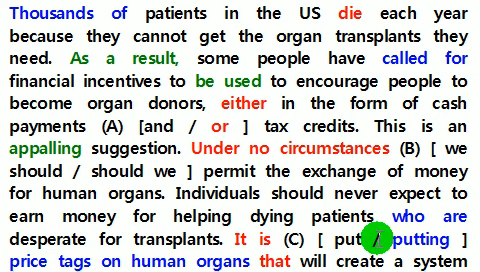 Thousands of patients in the US die each year
because they cannot get the organ transplants they
need. As a result, some people have called for
financial incentives to be used to encourage people to
become organ donors, either in the form of cash
payments (A) [and / or ] tax credits. This is an
appalling suggestion. Under no circumstances (B) [ we
should / should we ] permit the exchange of money
for human organs. Individuals should never expect to
earn money for helping dying patients who are
desperate for transplants. It is (C) [ put / putting ]
price tags on human organs that will create a system